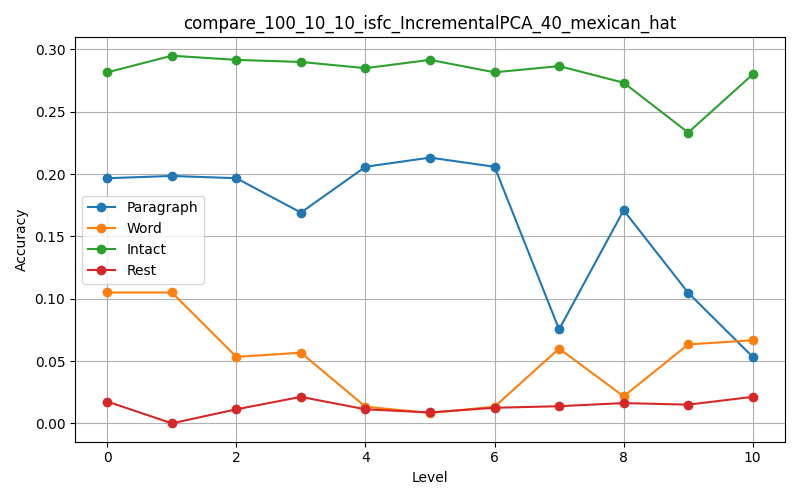 compare_100_10_10_isfc_IncrementalPCA_40_mexican_hat
0.30
0.25
0.20
0.15
0.10
0.05
0.00
Accuracy
Paragraph
Word
Intact
Rest
0 2 4 6 8 10
Level